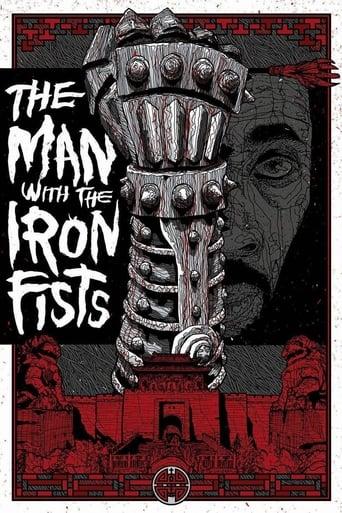 THE
MAN
WITH THE
IRON
FISTS